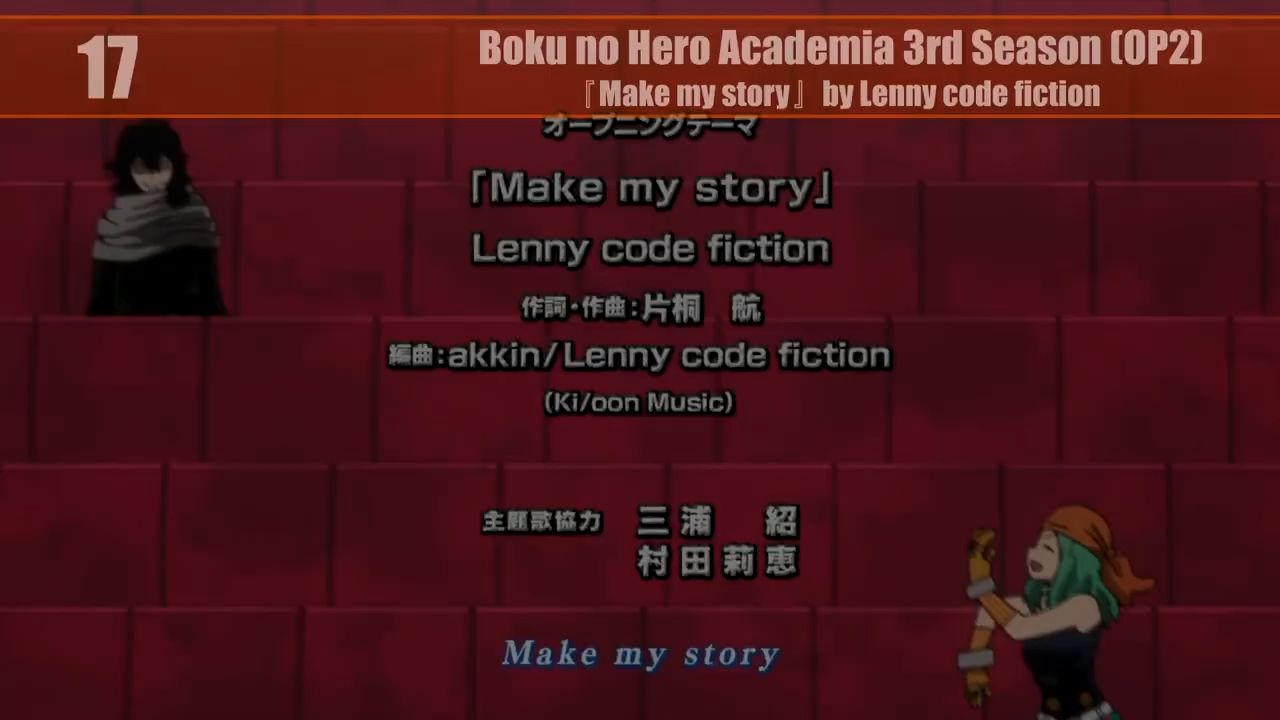 17
Boku no Hero Academia 3rd Season (OP2)
『Make my story』 by Lenny code fiction
オープニングテーマ
「Make my story」
Lenny code fiction
作詞・作曲:片桐 航
編曲:akkin/Lenny code fiction
(Ki/oon Music)
主題歌協力 三浦 紹
村田莉恵
Make my story